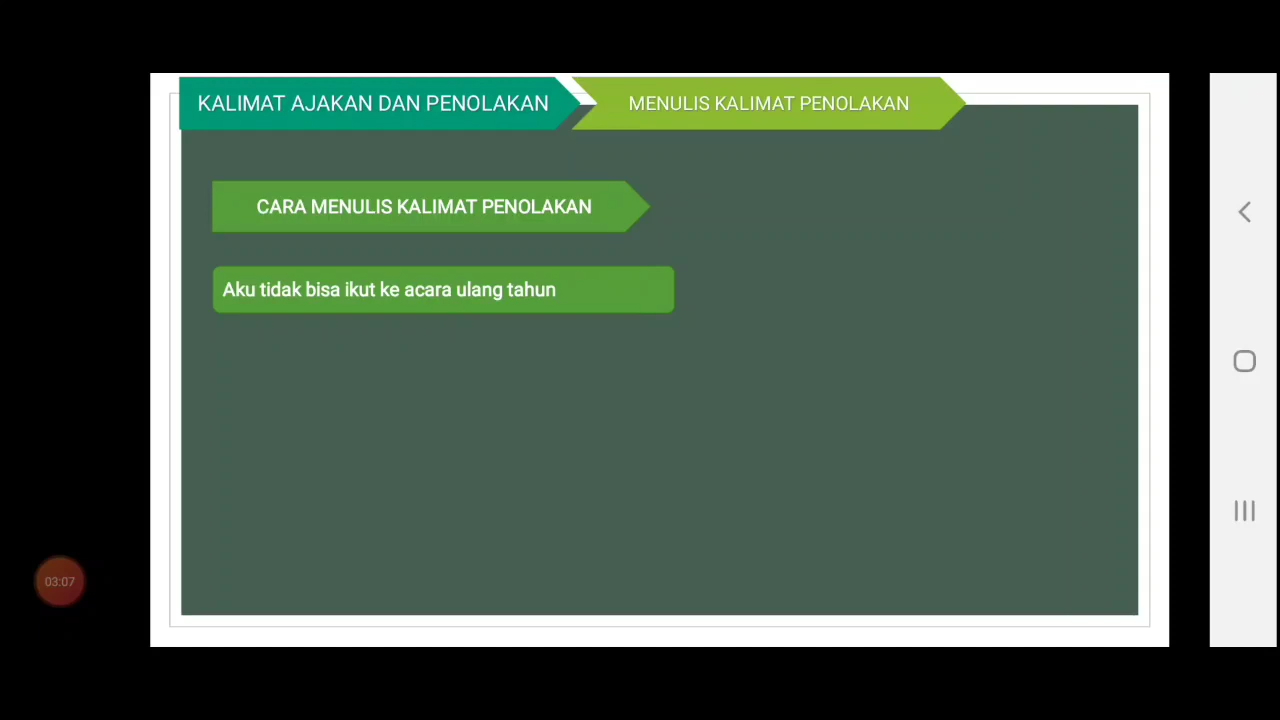 KALIMAT AJAKAN DAN PENOLAKAN
MENULIS KALIMAT PENOLAKAN
CARA MENULIS KALIMAT PENOLAKAN
Aku tidak bisa ikut ke acara ulang tahun
03:07